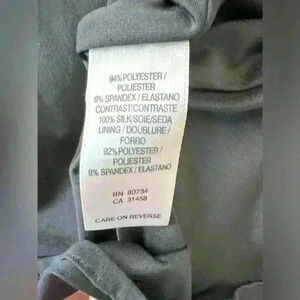 94%POLYESTER /
POLIESTER
6% SPANDEX / ELASTANO
CONTRAST/CONTRASTE
100% SILK/SOIE/SEDA
LINING / DOUBLURE /
FORRO
92%POLYESTER /
POLIESTER
8% SPANDEX / ELASTANO
RN 90734
CA 31458
CARE ON REVERSE